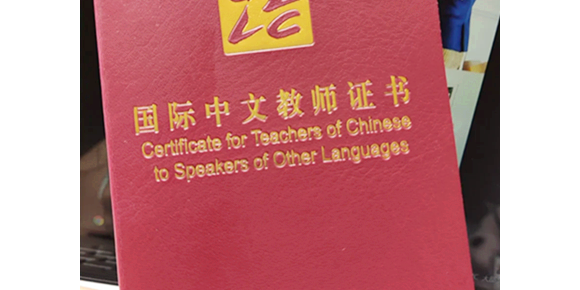 国际中文教师证书
Certificate for Teachers of Chinese
to Speakers of Other Languages